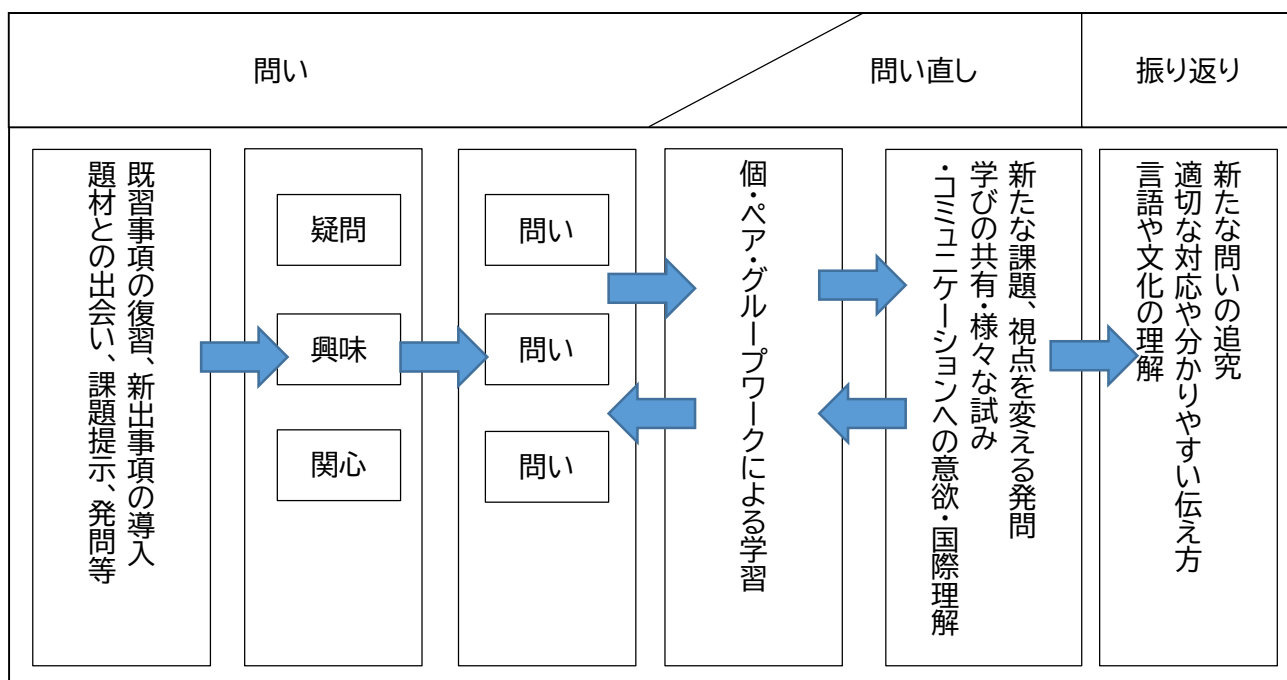 問い
問い直し
振り返り
既習事項の復習、新出事項の導入
題材との出会い、課題提示、発問等
疑問
興味
関心
問い
問い
問い
個・ペア・グループワークによる学習
新たな課題、視点を変える発問
学びの共有・様々な試み
・コミュニケーションへの意欲・国際理解
新たな問いの追究
適切な対応や分かりやすい伝え方
言語や文化の理解